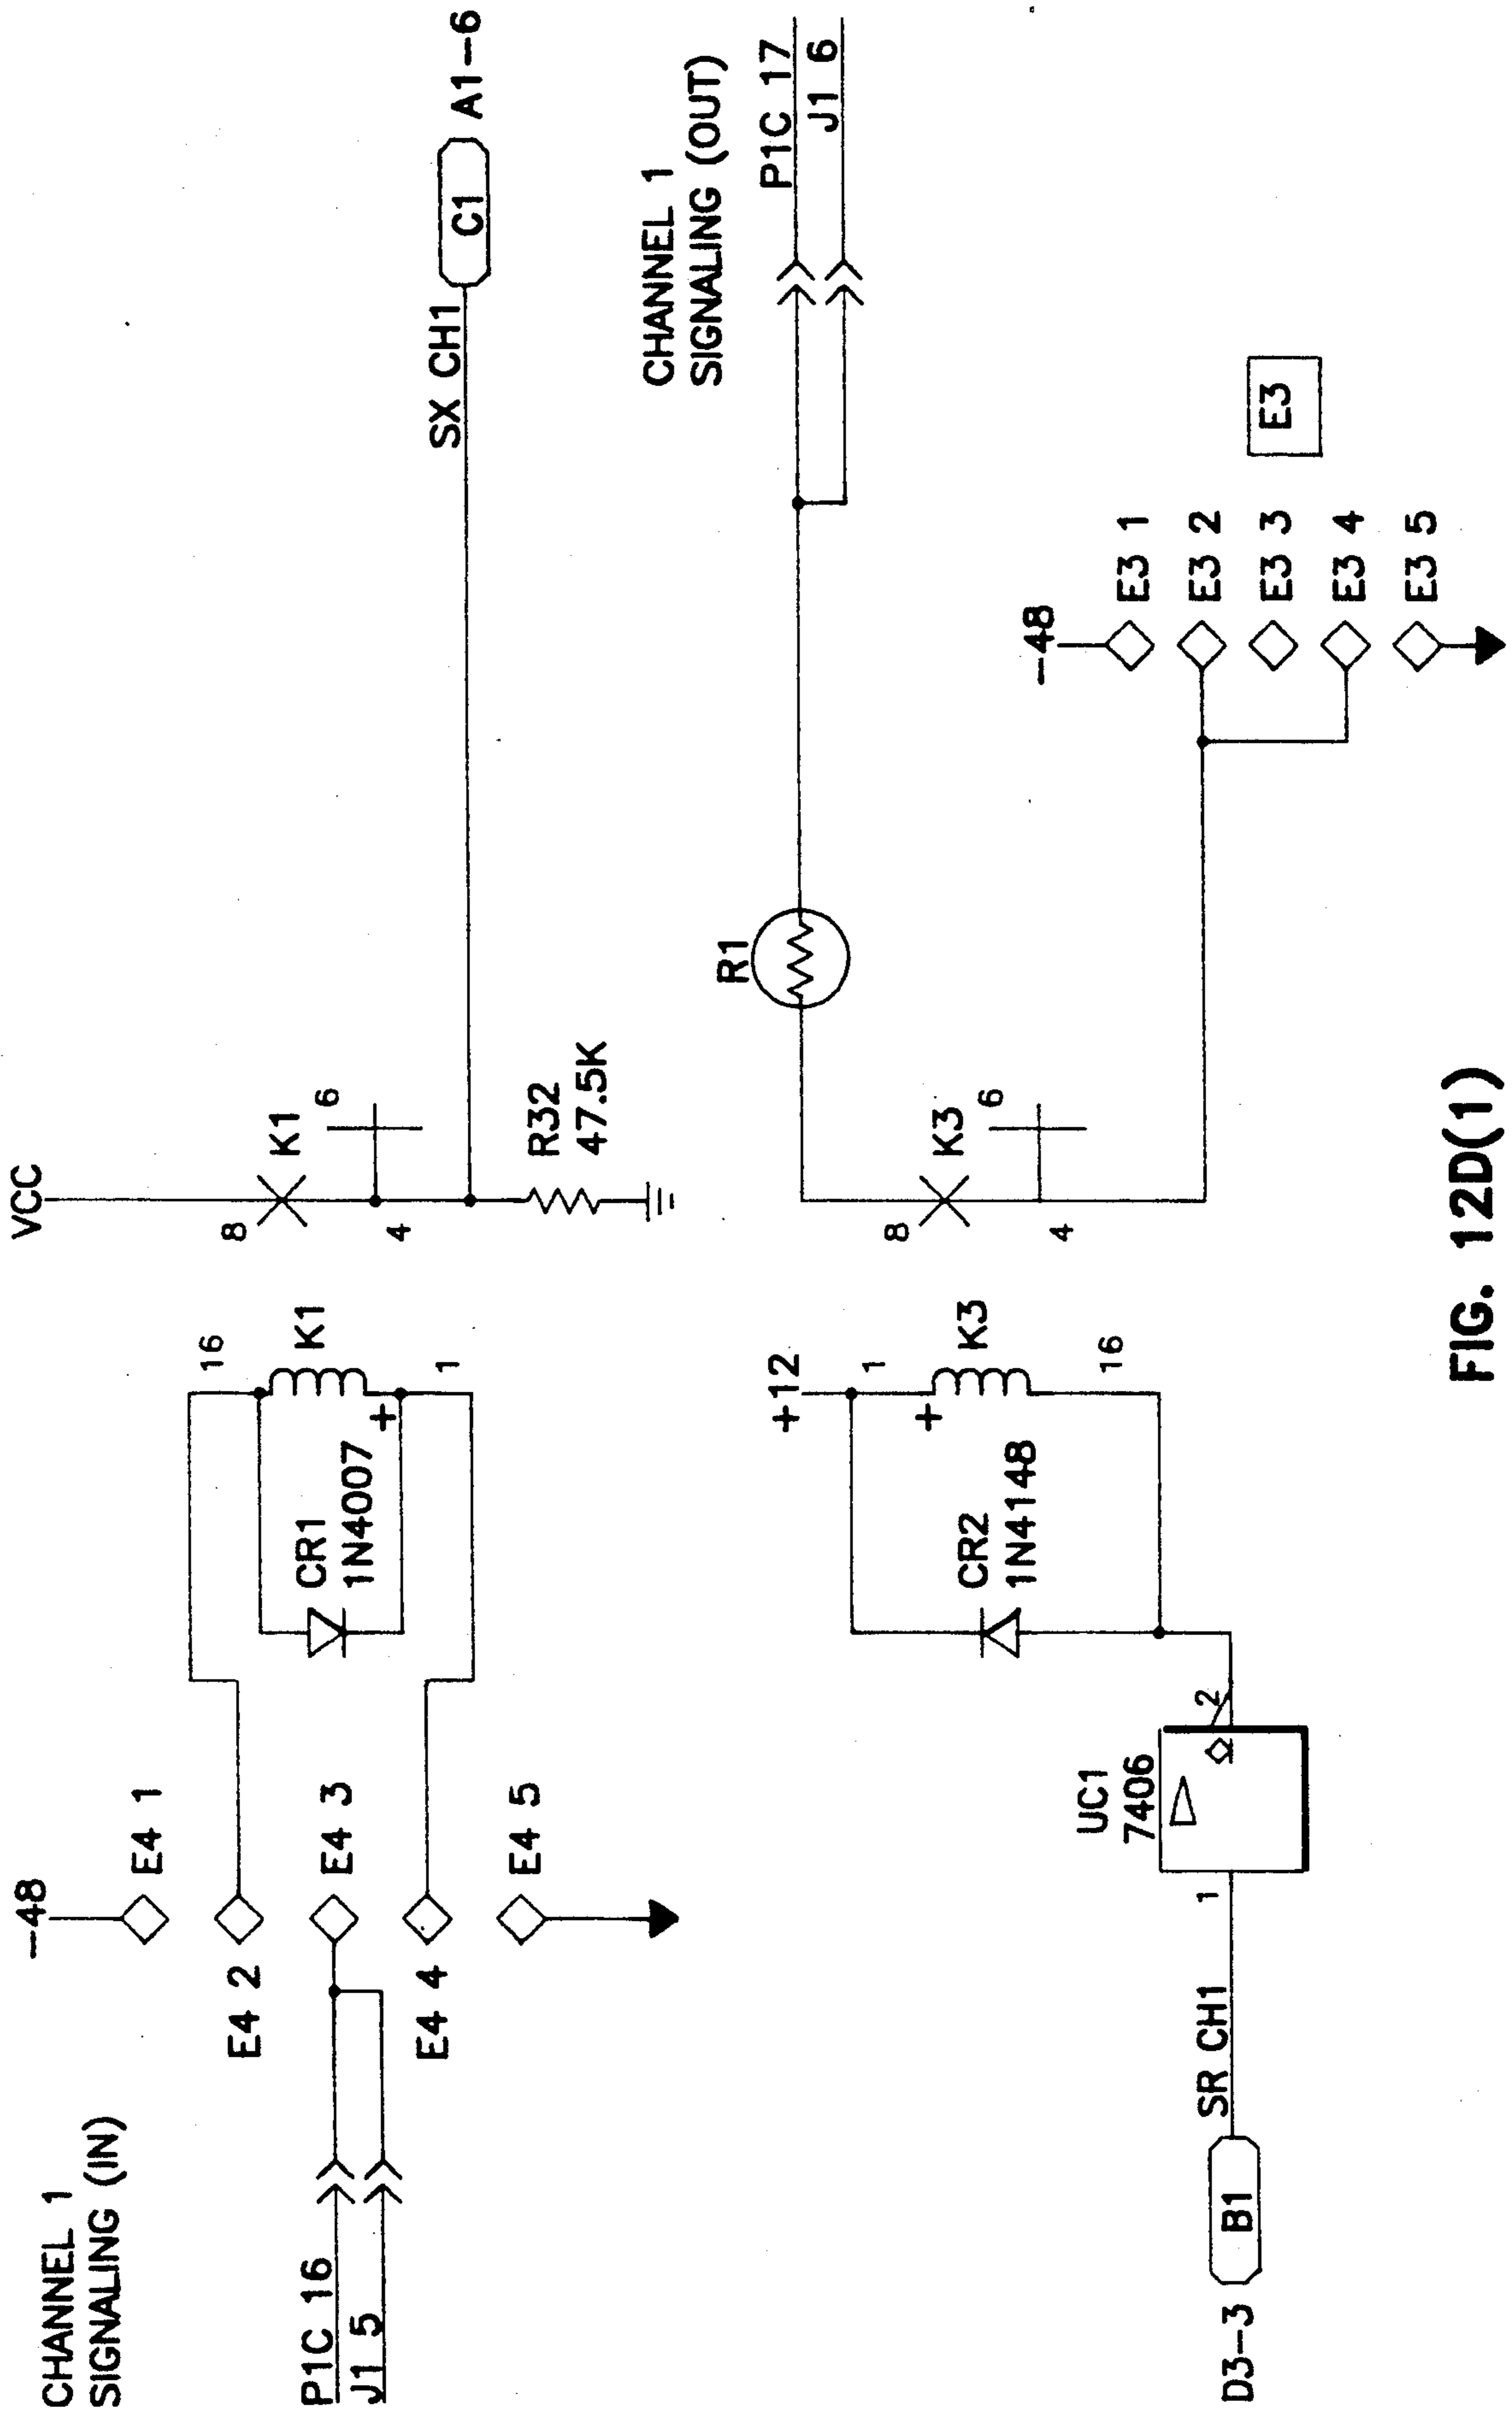 CHANNEL 1
SIGNALING (IN)
-48
E4 1
E4 2
P1C 16
E4 3
J1 5
E4 4
E4 5
16
K1
CR1
1N4007
+
1
VCC
8
K1
6
4
SX CH1
C1
A1-6
R32
47.5K
CHANNEL 1
SIGNALING (OUT)
P1C 17
J1 6
R1
+12
1
+
K3
CR2
1N4148
16
8
K3
6
4
-48
E3 1
E3 2
E3 3
E3 4
E3 5
E3
UC1
7406
D3-3
B1
SR CH1
1
2
FIG. 12D(1)